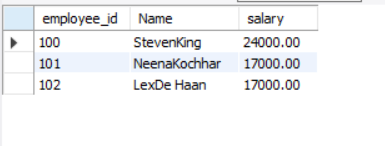 employee_id Name salary
100 StevenKing 24000.00
101 NeenaKochhar 17000.00
102 LexDe Haan 17000.00